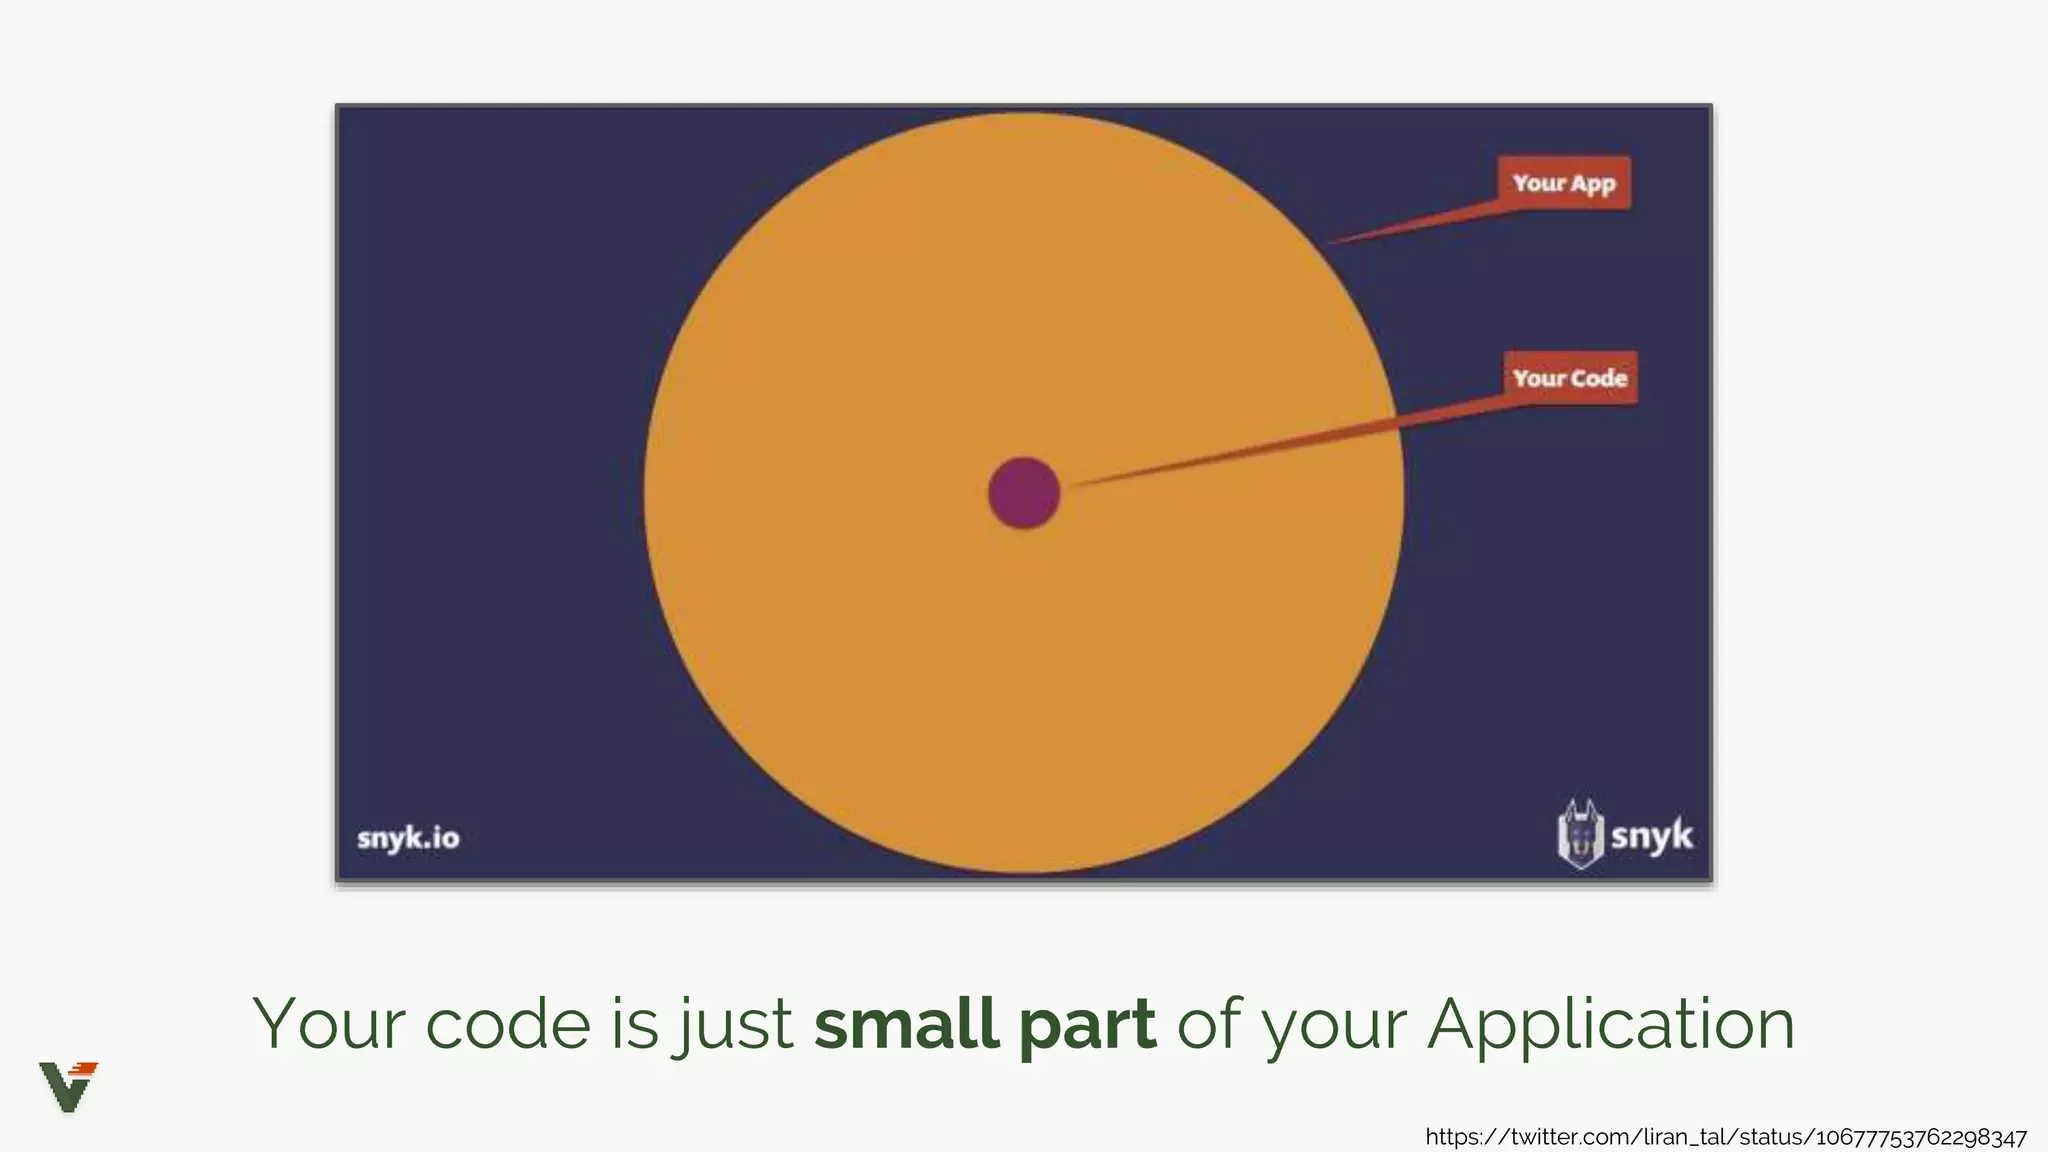 Your App
Your Code
snyk.io
snyk
Your code is just small part of your Application
https://twitter.com/liran_tal/status/10677753762298347